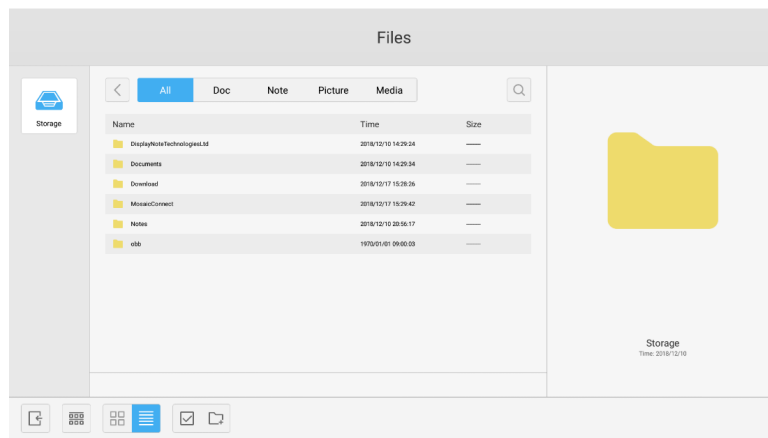 Files
Storage
All Doc Note Picture Media
Name Time Size
DisplayNoteTechnologiesLtd 2018/12/10 14:29:24 —
Documents 2018/12/10 14:29:34 —
Download 2018/12/17 15:28:26 —
MosaicConnect 2018/12/17 15:29:42 —
Notes 2018/12/10 20:56:17 —
obb 1970/01/01 09:00:03 —
Storage
Time: 2018/12/10